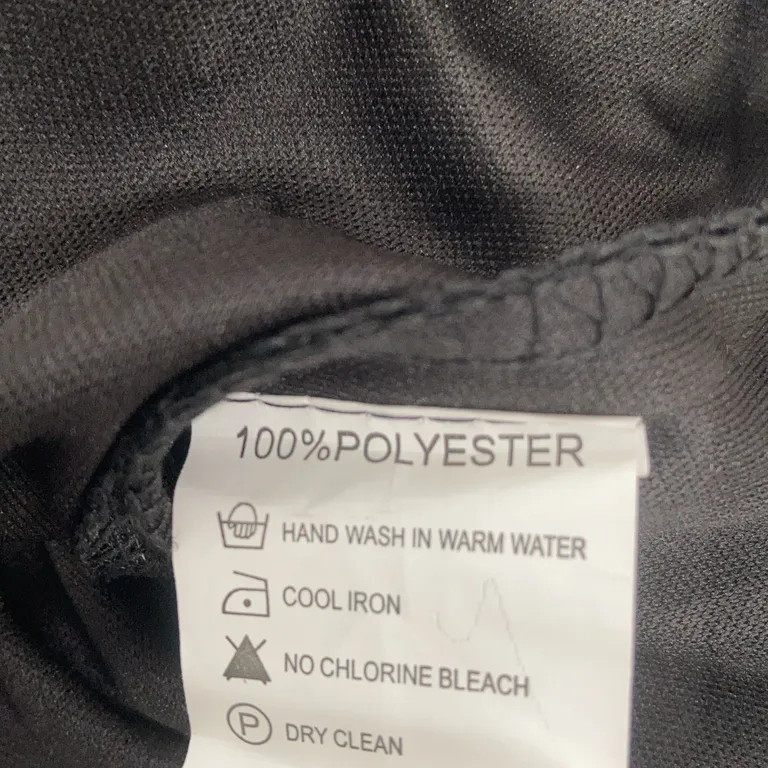 100%POLYESTER
HAND WASH IN WARM WATER
COOL IRON
NO CHLORINE BLEACH
P DRY CLEAN